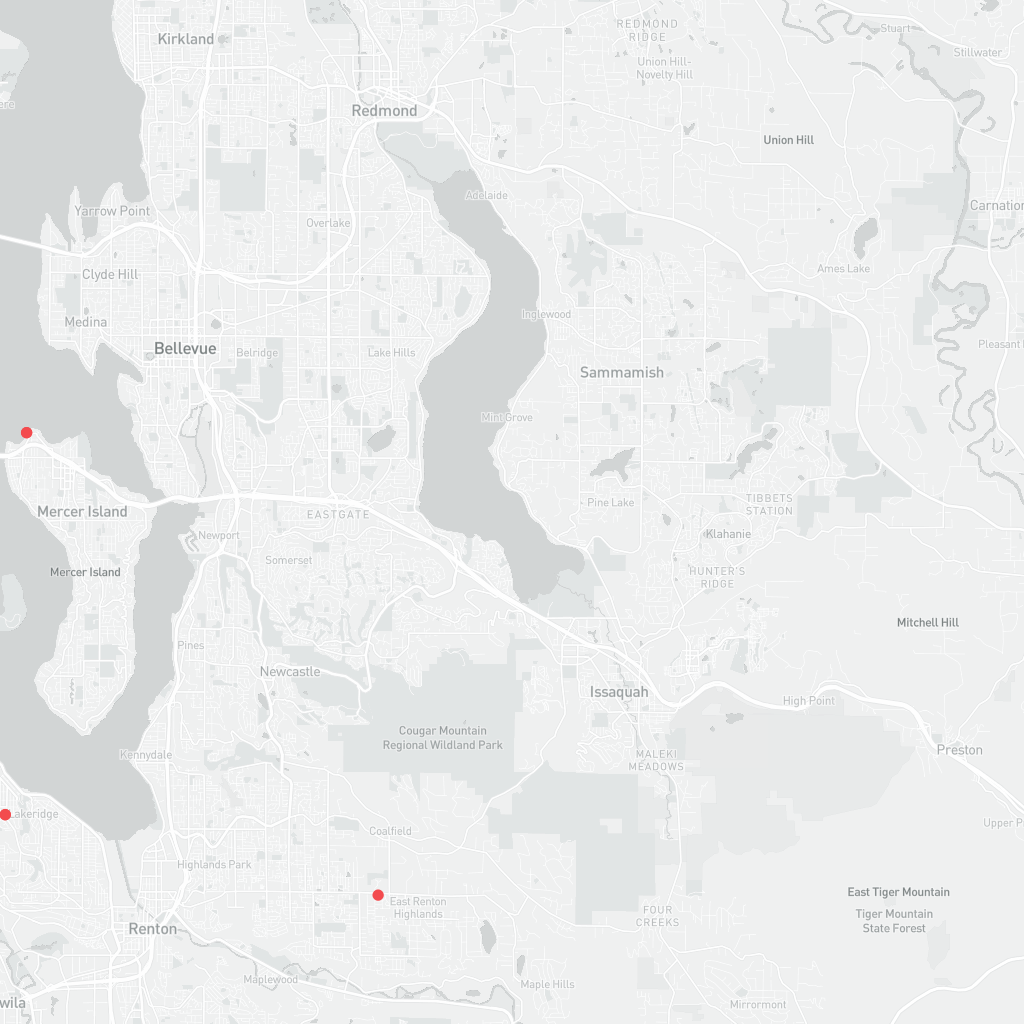 REDMOND
RIDGE
Stuart
Kirkland
Stillwater
Union Hill-
Novelty Hill
ere
Redmond
Union Hill
Adelaide
Carnation
Yarrow Point
Overlake
Clyde Hill
Ames Lake
Inglewood
Medina
Pleasant
Bellevue
Belridge
Lake Hills
Sammamish
Mint Grove
Pine Lake
TIBBETS
STATION
Mercer Island
EASTGATE
Newport
Klahanie
Somerset
Mercer Island
HUNTER'S
RIDGE
Mitchell Hill
Pines
Newcastle
Issaquah
High Point
Cougar Mountain
Regional Wildland Park
Kennydale
MALEKI
MEADOWS
Preston
Lakeridge
Upper P
Coalfield
Highlands Park
East Tiger Mountain
East Renton
Highlands
FOUR
CREEKS
Tiger Mountain
State Forest
Renton
Maplewood
Maple Hills
wila
Mirrormont